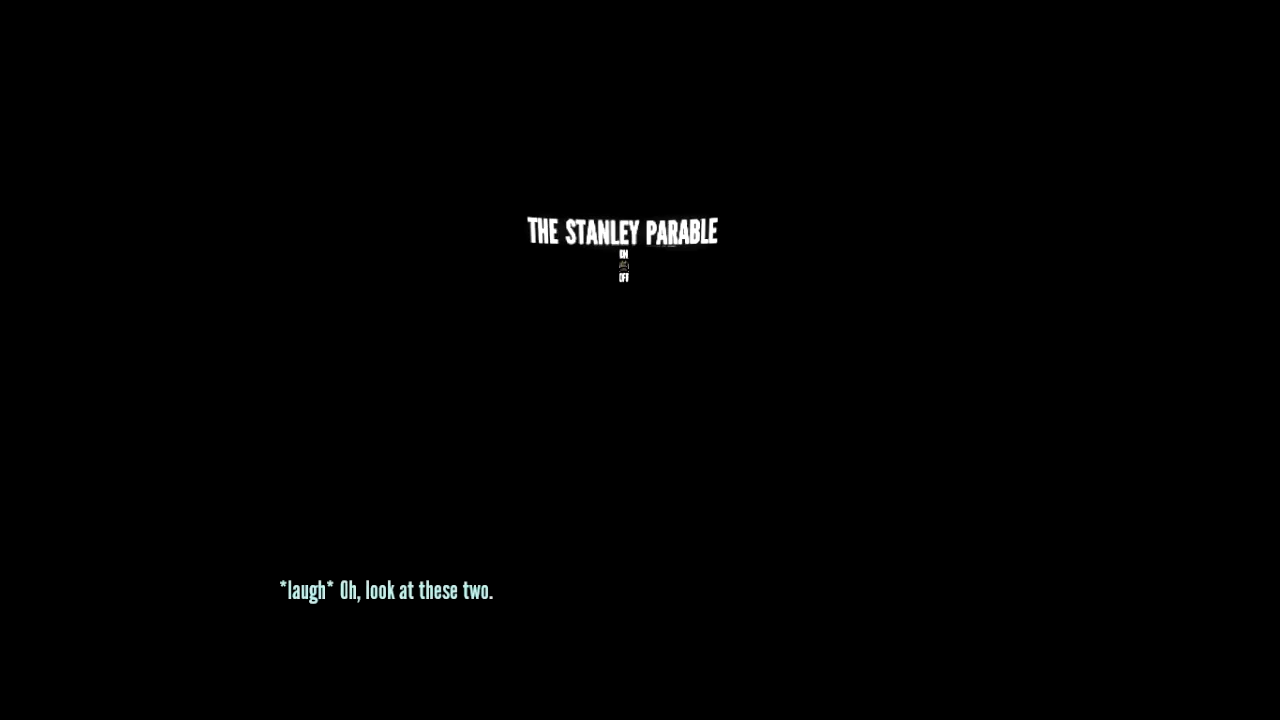 THE STANLEY PARABLE
ON
OFF
*laugh* Oh, look at these two.